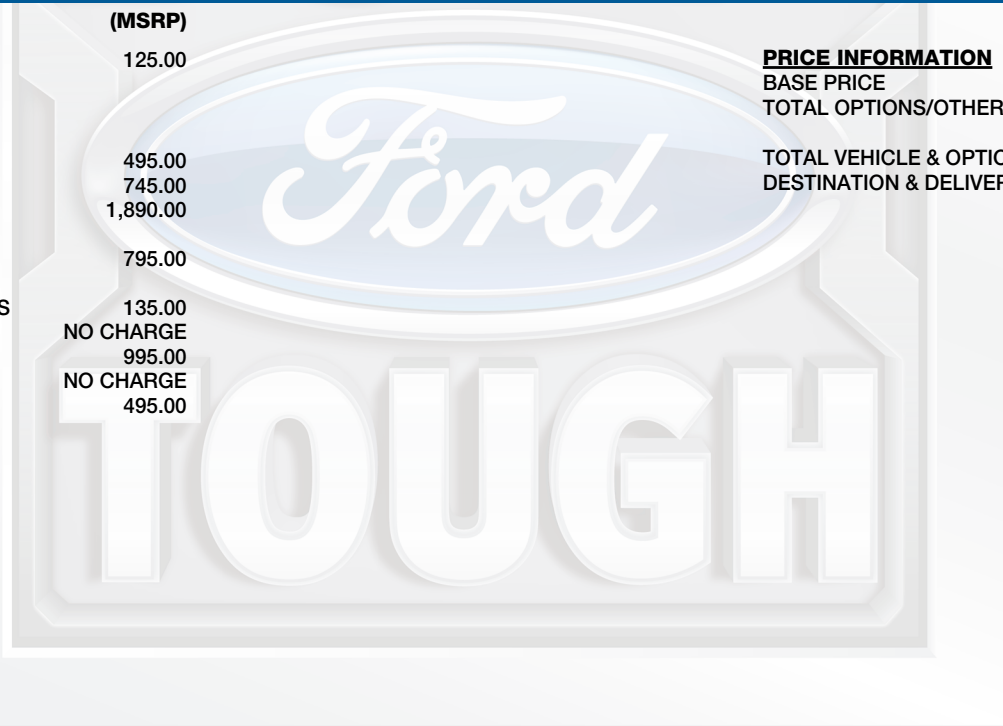 (MSRP)
125.00
495.00
745.00
1,890.00
795.00
S 135.00
NO CHARGE
995.00
NO CHARGE
495.00
PRICE INFORMATION
BASE PRICE
TOTAL OPTIONS/OTHER
TOTAL VEHICLE & OPTIO
DESTINATION & DELIVER
Ford
TOUGH